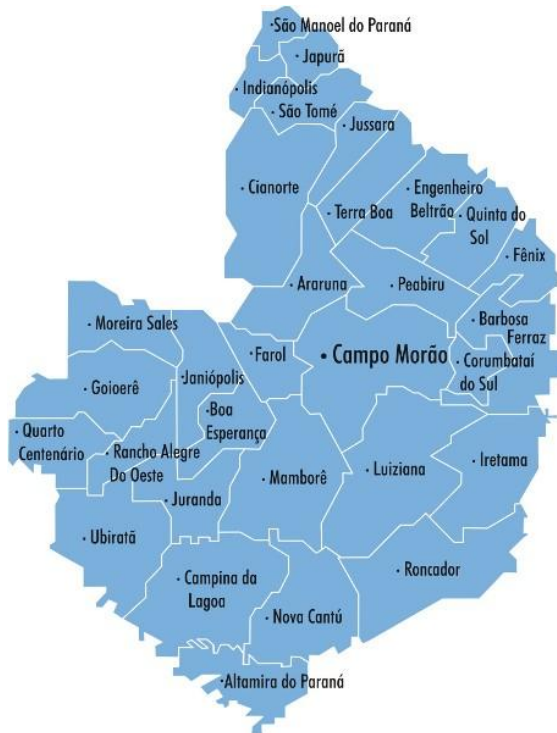 São Manoel do Paraná
Japurã
Indianópolis
São Tomé
Jussara
Cianorte
Engenheiro
Beltrão
Terra Boa
Quinta do
Sol
Fênix
Araruna
Peabiru
Moreira Sales
Barbosa
Ferraz
Farol
Campo Morão
Corumbataí
do Sul
Goioerê
Janiópolis
Boa
Esperança
Quarto
Centenário
Rancho Alegre
Do Oeste
Juranda
Mamborê
Luiziana
Iretama
Ubiratã
Campina da
Lagoa
Roncador
Nova Cantú
Altamira do Paraná